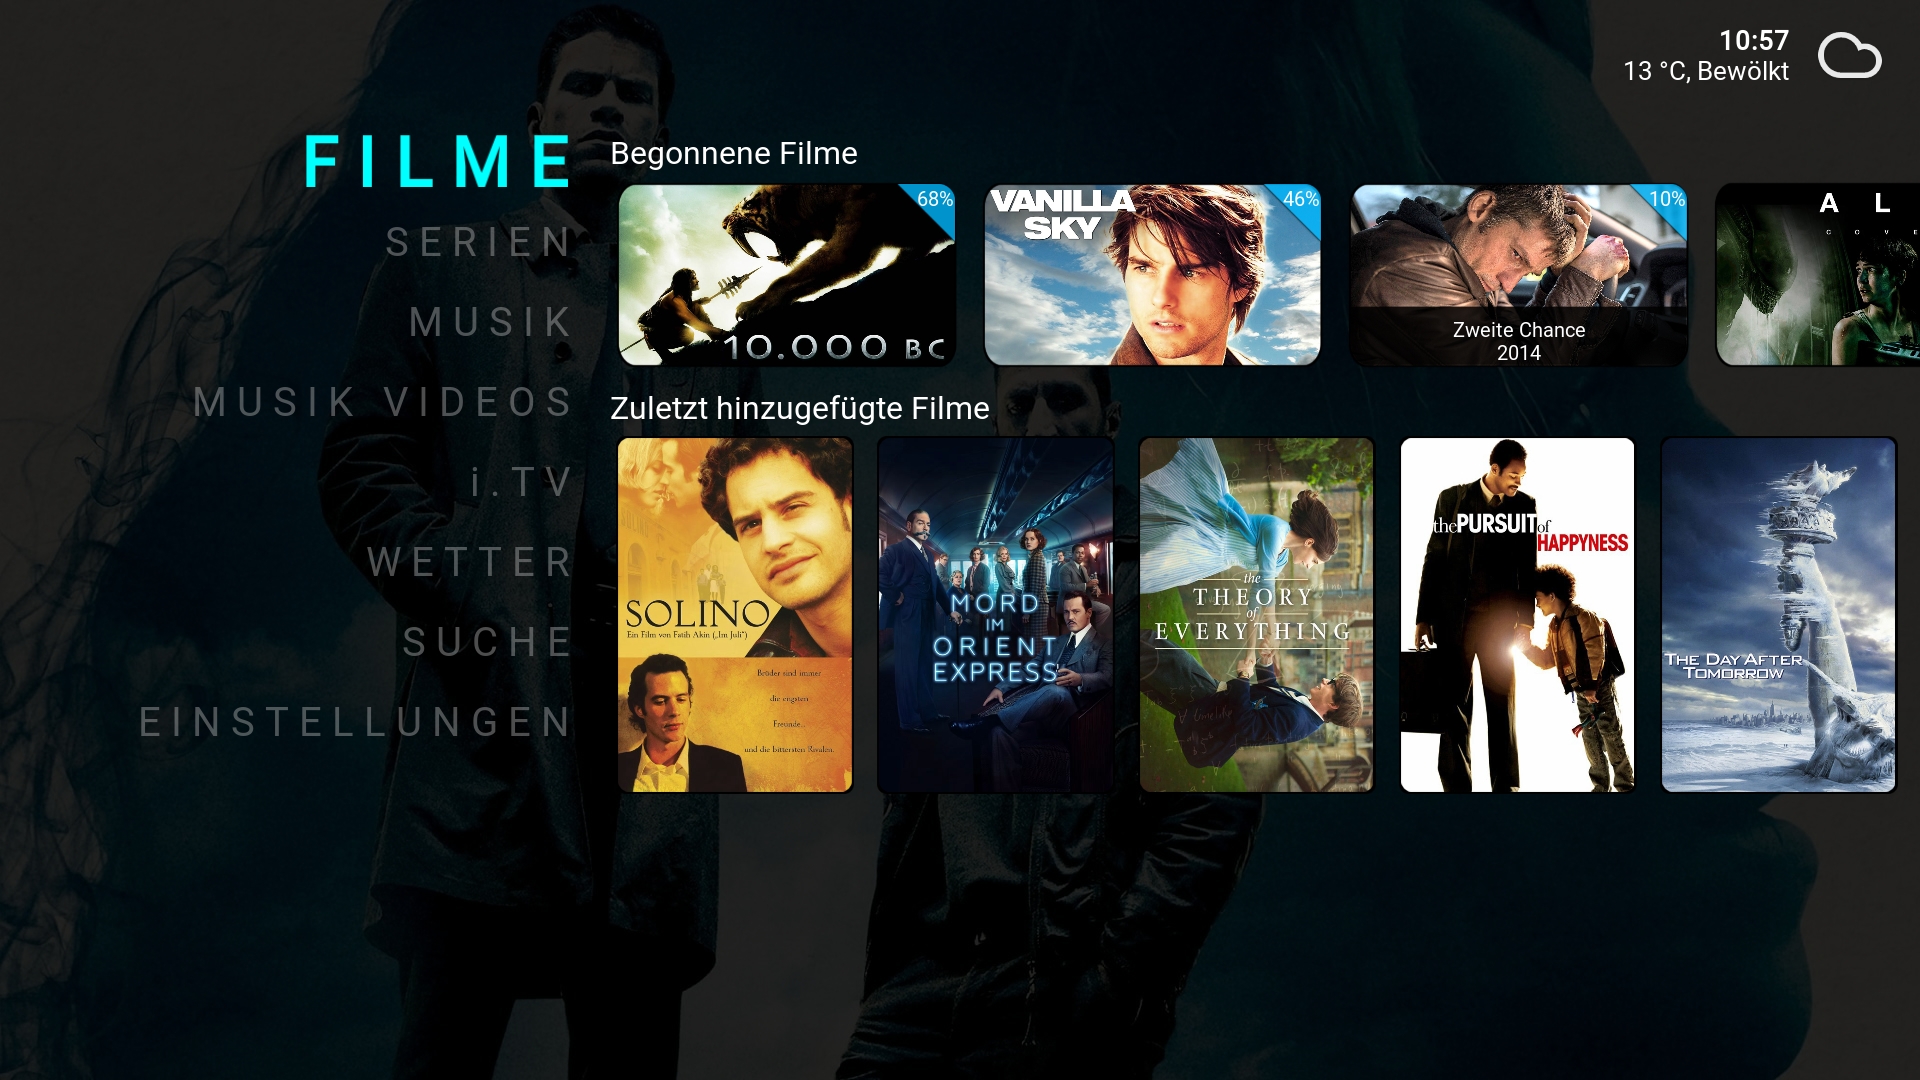 10:57
13 °C, Bewölkt
FILME
SERIEN
MUSIK
MUSIK VIDEOS
i.TV
WETTER
SUCHE
EINSTELLUNGEN
Begonnene Filme
68%
10.000 BC
46%
VANILLA
SKY
10%
Zweite Chance
2014
A L
C O V E
Zuletzt hinzugefügte Filme
SOLINO
Ein Film von Fatih Akin („Im Juli“)
Brüder sind immer
die engsten
Freunde...
und die bittersten Rivalen.
MORD
IM
ORIENT
EXPRESS
the
THEORY
of
EVERYTHING
the PURSUIT of
HAPPYNESS
THE DAY AFTER
TOMORROW